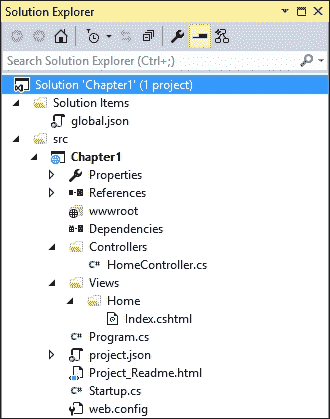 Solution Explorer
Search Solution Explorer (Ctrl+;)
Solution 'Chapter1' (1 project)
Solution Items
global.json
src
Chapter1
Properties
References
wwwroot
Dependencies
Controllers
C# HomeController.cs
Views
Home
Index.cshtml
C# Program.cs
project.json
Project_Readme.html
C# Startup.cs
web.config